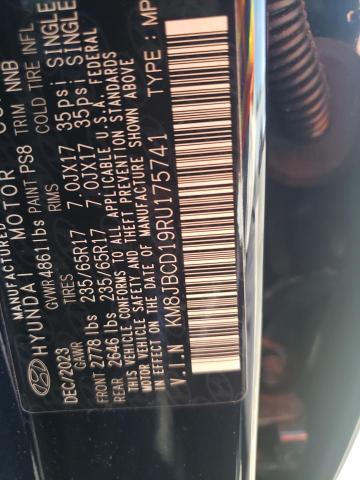 MANUFACTURED
HYUNDAI MOTOR CO
DEC/2023 GVWR 4861 lbs PAINT PS8 TRIM NNB
GAWR TIRES RIMS COLD TIRE INFL
FRONT 2778 lbs 235/65R17 7.0JX17 35psi SINGLE
REAR 2646 lbs 235/65R17 7.0JX17 35psi SINGLE
THIS VEHICLE CONFORMS TO ALL APPLICABLE U.S.A. FEDERAL
MOTOR VEHICLE SAFETY AND THEFT PREVENTION STANDARDS
IN EFFECT ON THE DATE OF MANUFACTURE SHOWN ABOVE
V.I.N KM8JBCD19RU175741 TYPE : MP